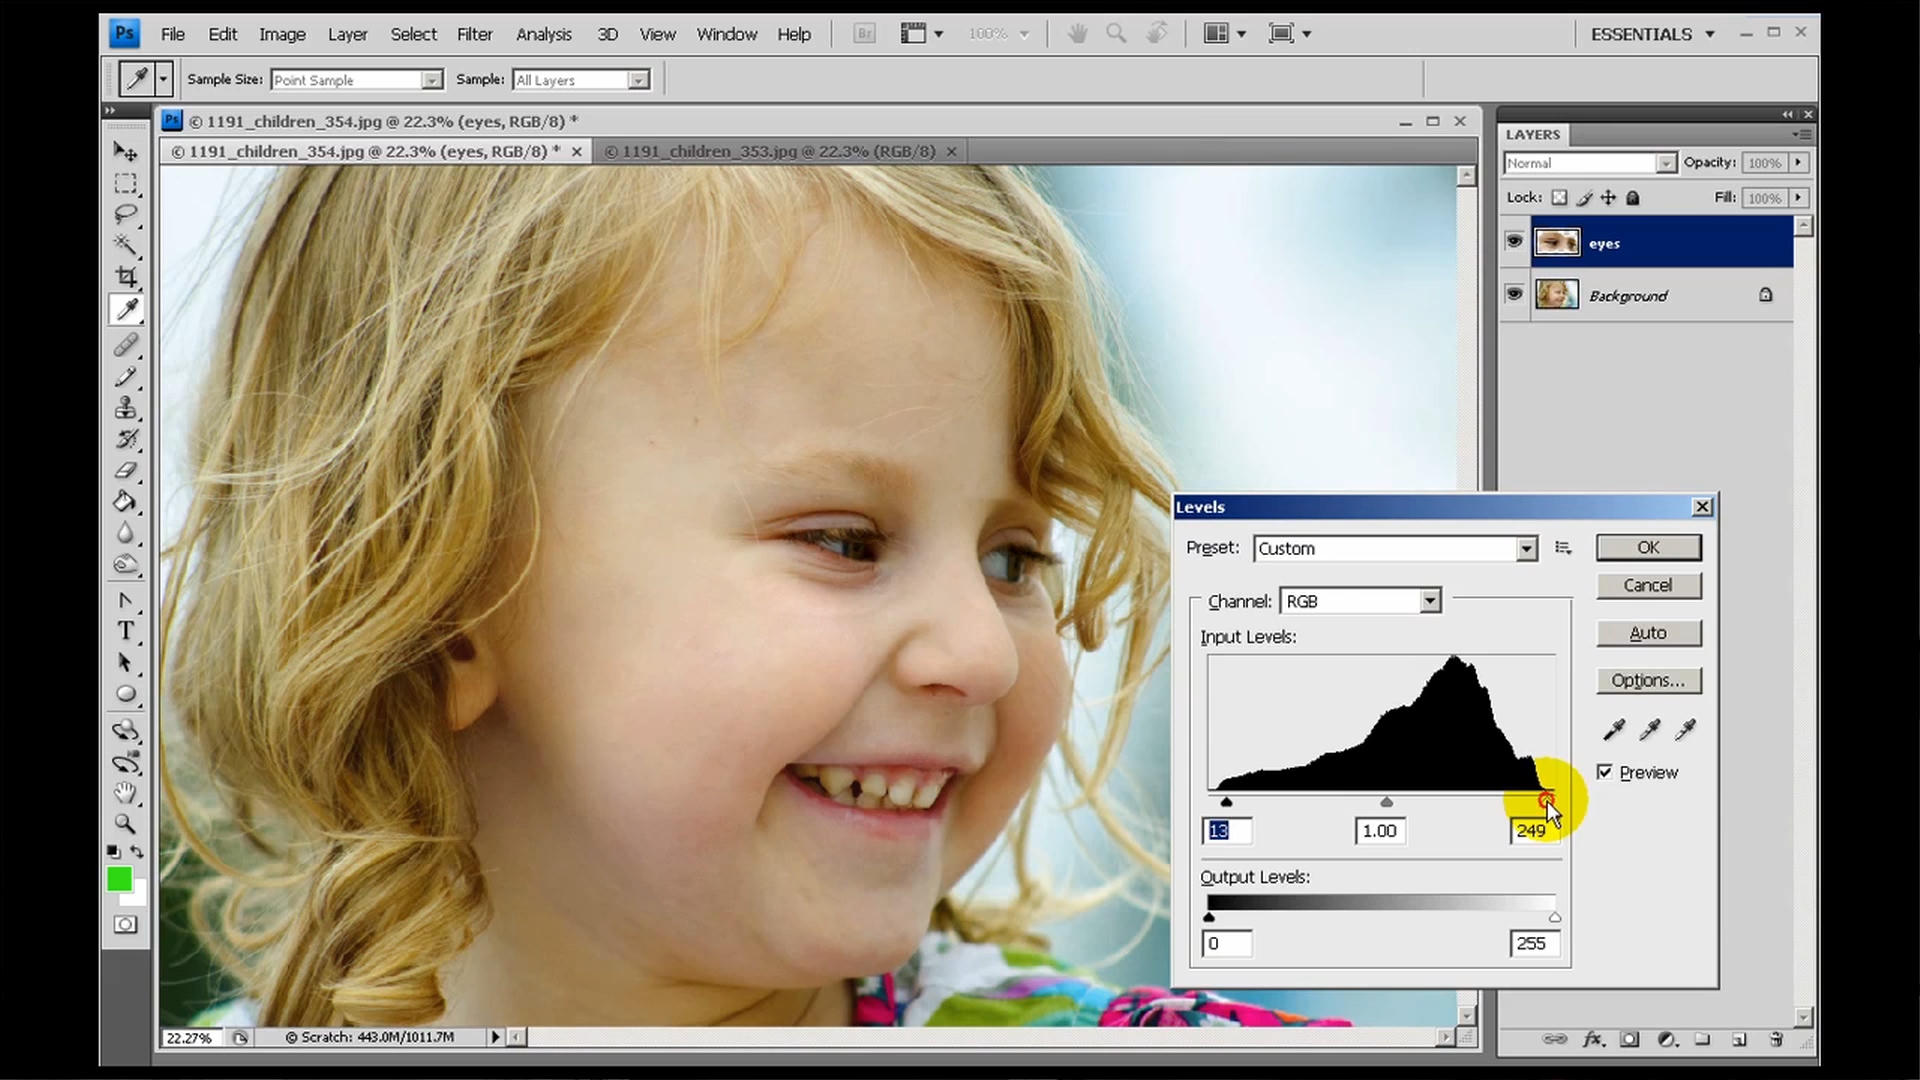 Ps File Edit Image Layer Select Filter Analysis 3D View Window Help Br 100% ESSENTIALS
Sample Size: Point Sample Sample: All Layers
Ps © 1191_children_354.jpg @ 22.3% (eyes, RGB/8) *
© 1191_children_354.jpg @ 22.3% (eyes, RGB/8) * © 1191_children_353.jpg @ 22.3% (RGB/8)
LAYERS
Normal Opacity: 100%
Lock: Fill: 100%
eyes
Background
Levels
Preset: Custom OK
Cancel
Channel: RGB
Auto
Input Levels:
Options...
Preview
13 1.00 249
Output Levels:
0 255
T
22.27% © Scratch: 443.0M/1011.7M
fx